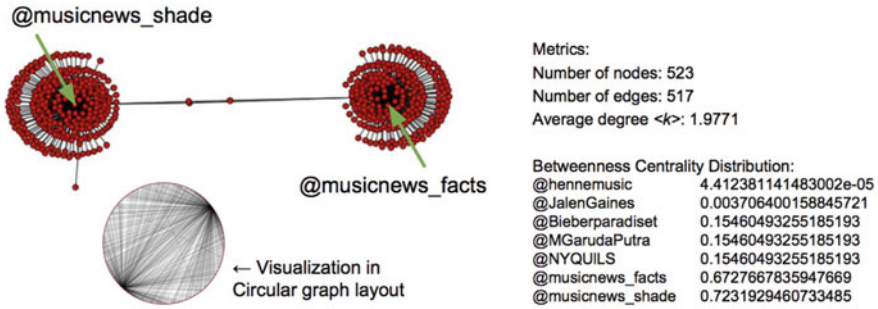 @musicnews_shade
@musicnews_facts
← Visualization in
Circular graph layout
Metrics:
Number of nodes: 523
Number of edges: 517
Average degree <k>: 1.9771
Betweenness Centrality Distribution:
@hennemusic 4.412381141483002e-05
@JalenGaines 0.003706400158845721
@Bieberparadiset 0.15460493255185193
@MGarudaPutra 0.15460493255185193
@NYQUILS 0.15460493255185193
@musicnews_facts 0.6727667835947669
@musicnews_shade 0.7231929460733485